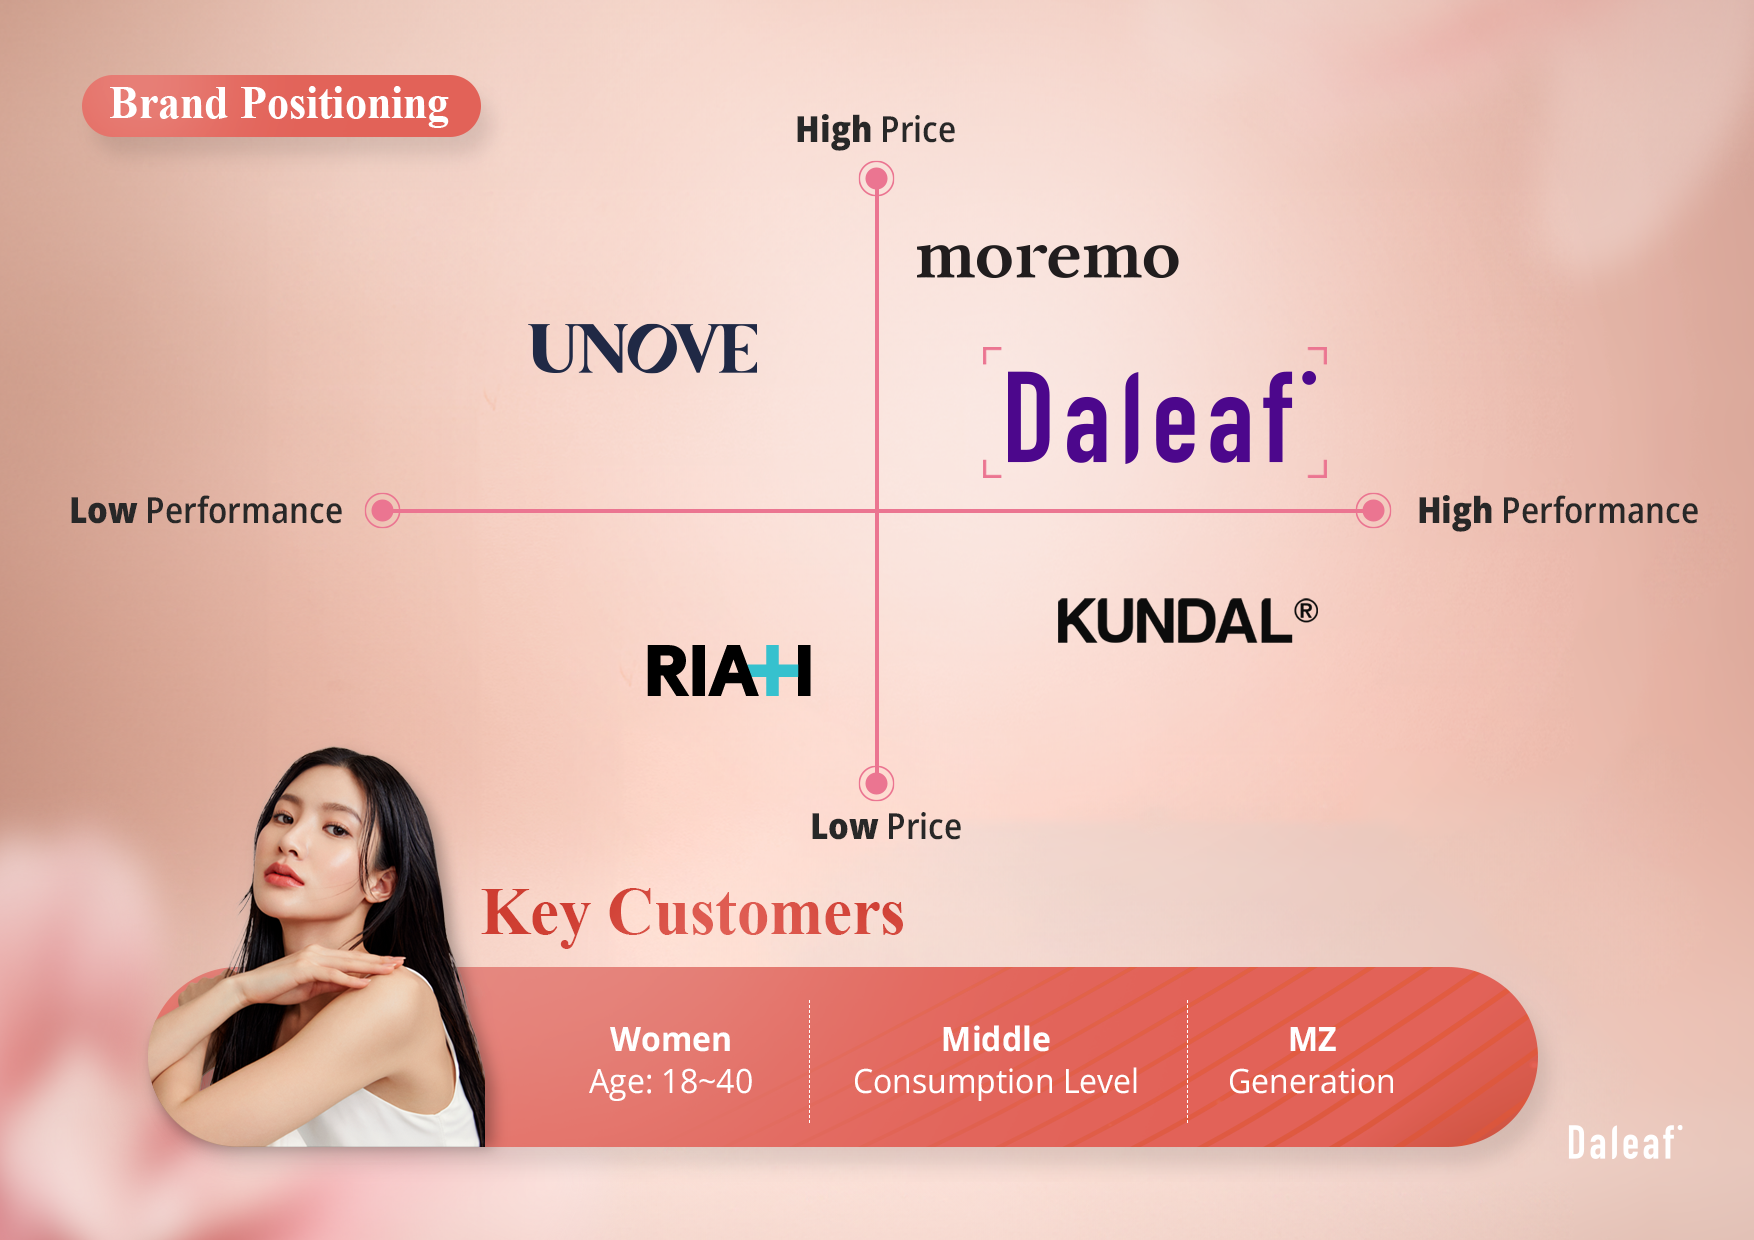 Brand Positioning
High Price
moremo
UNOVE
Daleaf
Low Performance
High Performance
KUNDAL®
RIAH
Low Price
Key Customers
Women
Age: 18~40
Middle
Consumption Level
MZ
Generation
Daleaf